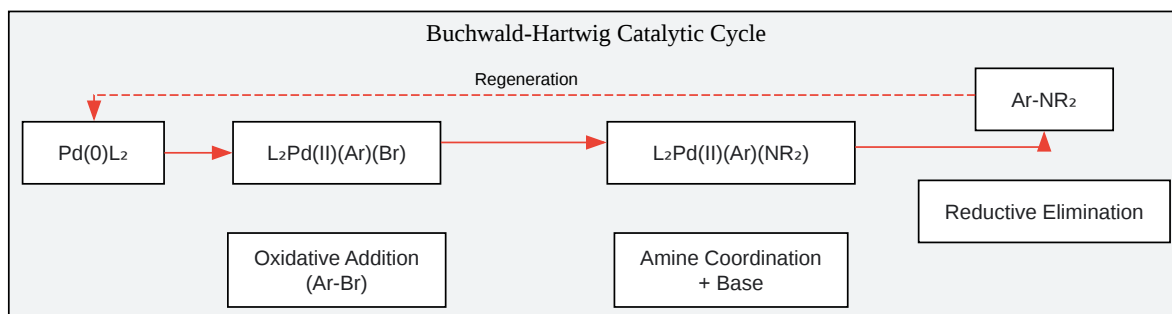 Buchwald-Hartwig Catalytic Cycle
Regeneration
Ar-NR₂
Pd(0)L₂
L₂Pd(II)(Ar)(Br)
L₂Pd(II)(Ar)(NR₂)
Reductive Elimination
Oxidative Addition
(Ar-Br)
Amine Coordination
+ Base